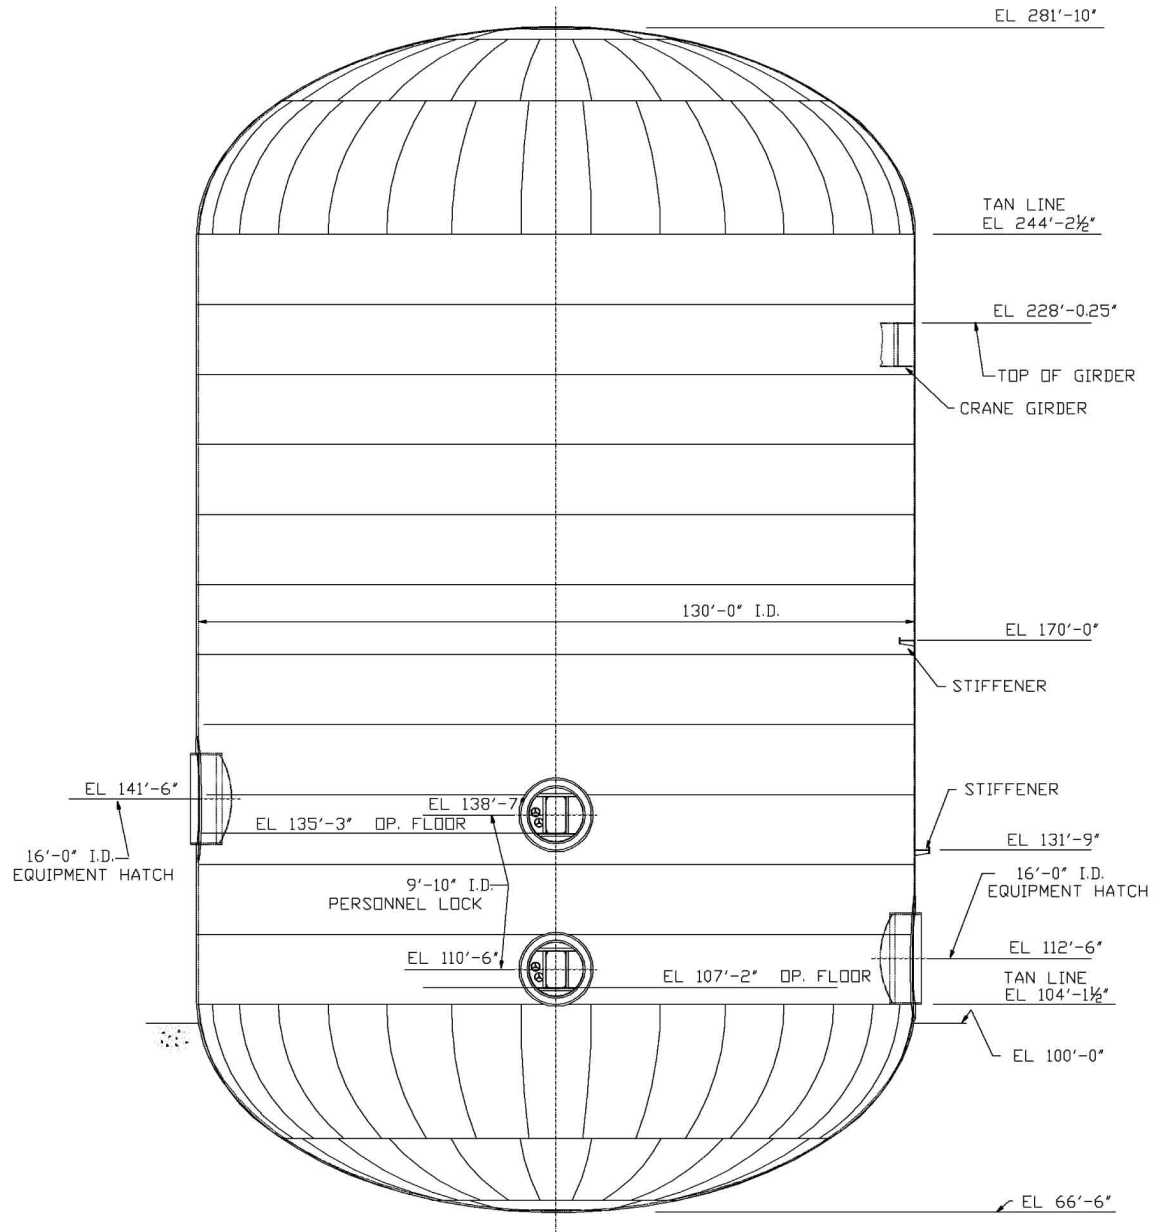 EL 281'-10"
TAN LINE
EL 244'-2½"
EL 228'-0.25"
TOP OF GIRDER
CRANE GIRDER
130'-0" I.D.
EL 170'-0"
STIFFENER
EL 141'-6"
16'-0" I.D.
EQUIPMENT HATCH
EL 138'-7"
EL 135'-3" OP. FLOOR
STIFFENER
EL 131'-9"
9'-10" I.D.
PERSONNEL LOCK
16'-0" I.D.
EQUIPMENT HATCH
EL 110'-6"
EL 107'-2" OP. FLOOR
EL 112'-6"
TAN LINE
EL 104'-1½"
EL 100'-0"
EL 66'-6"